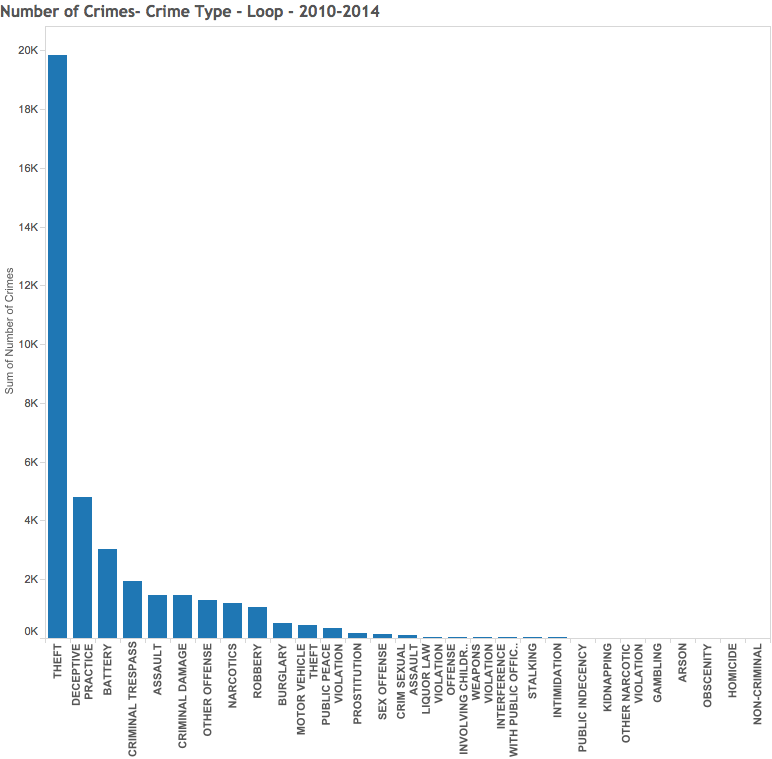 Number of Crimes- Crime Type - Loop - 2010-2014
20K
18K
16K
14K
12K
10K
8K
6K
4K
2K
0K
Sum of Number of Crimes
THEFT
DECEPTIVE
PRACTICE
BATTERY
CRIMINAL TRESPASS
ASSAULT
CRIMINAL DAMAGE
OTHER OFFENSE
NARCOTICS
ROBBERY
BURGLARY
MOTOR VEHICLE
THEFT
PUBLIC PEACE
VIOLATION
PROSTITUTION
SEX OFFENSE
CRIM SEXUAL
ASSAULT
LIQUOR LAW
VIOLATION
OFFENSE
INVOLVING CHILDR..
WEAPONS
VIOLATION
INTERFERENCE
WITH PUBLIC OFFIC..
STALKING
INTIMIDATION
PUBLIC INDECENCY
KIDNAPPING
OTHER NARCOTIC
VIOLATION
GAMBLING
ARSON
OBSCENITY
HOMICIDE
NON-CRIMINAL